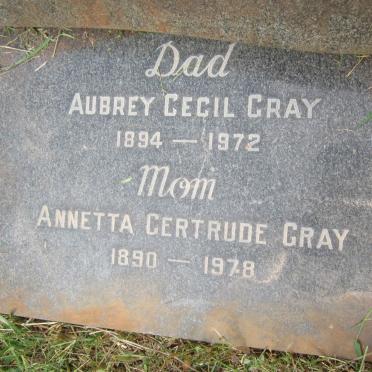 Dad
AUBREY CECIL GRAY
1894 — 1972
Mom
ANNETTA GERTRUDE GRAY
1890 — 1978